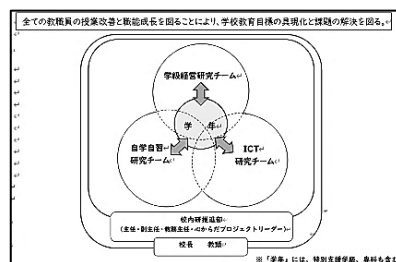 全ての教職員の授業改善と職能成長を図ることにより、学校教育目標の具現化と課題の解決を図る。
学級経営研究チーム
学 年
自学自習
研究チーム
ICT
研究チーム
校内研推進部
(主任・副主任・教務主任・心からだプロジェクトリーダー)
校長 教頭
※「学年」には、特別支援学級、専科も含む